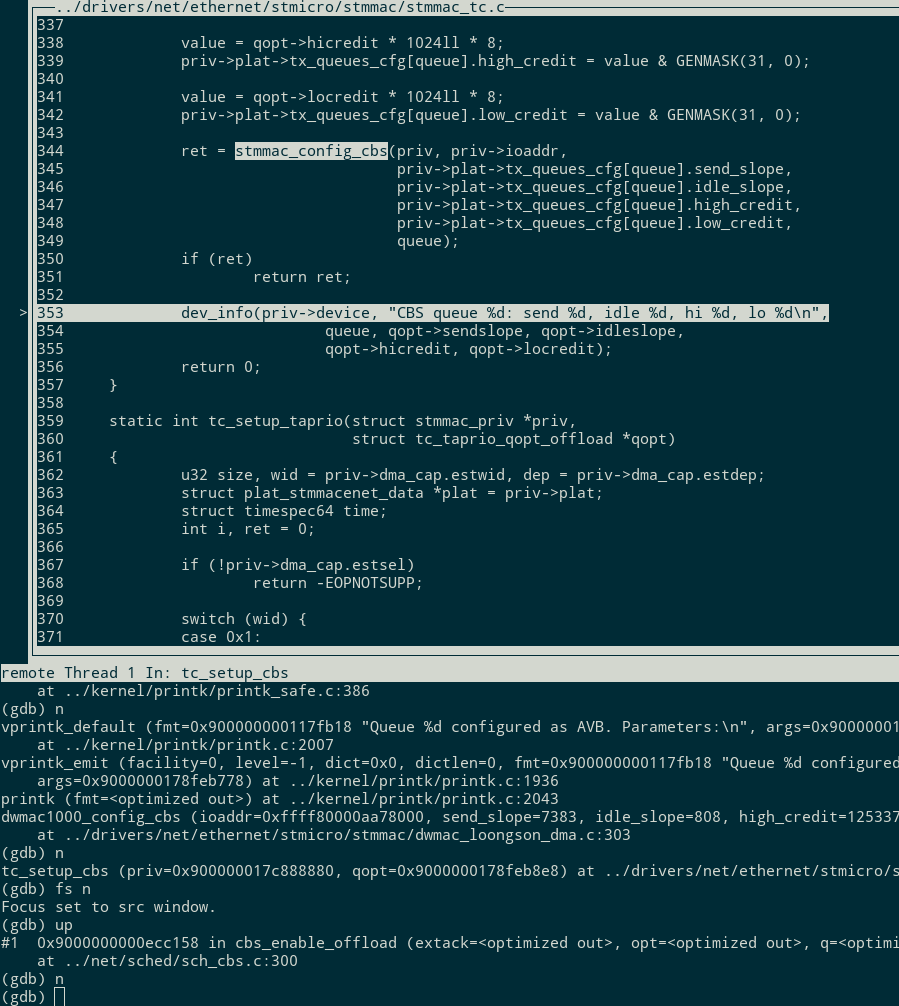 ../drivers/net/ethernet/stmicro/stmmac/stmmac_tc.c
337
338             value = qopt->hicredit * 1024ll * 8;
339             priv->plat->tx_queues_cfg[queue].high_credit = value & GENMASK(31, 0);
340
341             value = qopt->locredit * 1024ll * 8;
342             priv->plat->tx_queues_cfg[queue].low_credit = value & GENMASK(31, 0);
343
344             ret = stmmac_config_cbs(priv, priv->ioaddr,
345                                     priv->plat->tx_queues_cfg[queue].send_slope,
346                                     priv->plat->tx_queues_cfg[queue].idle_slope,
347                                     priv->plat->tx_queues_cfg[queue].high_credit,
348                                     priv->plat->tx_queues_cfg[queue].low_credit,
349                                     queue);
350             if (ret)
351                     return ret;
352
>353             dev_info(priv->device, "CBS queue %d: send %d, idle %d, hi %d, lo %d\n",
354                             queue, qopt->sendslope, qopt->idleslope,
355                             qopt->hicredit, qopt->locredit);
356             return 0;
357     }
358
359     static int tc_setup_taprio(struct stmmac_priv *priv,
360                                struct tc_taprio_qopt_offload *qopt)
361     {
362             u32 size, wid = priv->dma_cap.estwid, dep = priv->dma_cap.estdep;
363             struct plat_stmmacenet_data *plat = priv->plat;
364             struct timespec64 time;
365             int i, ret = 0;
366
367             if (!priv->dma_cap.estsel)
368                     return -EOPNOTSUPP;
369
370             switch (wid) {
371             case 0x1:
remote Thread 1 In: tc_setup_cbs
    at ../kernel/printk/printk_safe.c:386
(gdb) n
vprintk_default (fmt=0x900000000117fb18 "Queue %d configured as AVB. Parameters:\n", args=0x90000001
    at ../kernel/printk/printk.c:2007
vprintk_emit (facility=0, level=-1, dict=0x0, dictlen=0, fmt=0x900000000117fb18 "Queue %d configured
    args=0x9000000178feb778) at ../kernel/printk/printk.c:1936
printk (fmt=<optimized out>) at ../kernel/printk/printk.c:2043
dwmac1000_config_cbs (ioaddr=0xffff80000aa78000, send_slope=7383, idle_slope=808, high_credit=125337
    at ../drivers/net/ethernet/stmicro/stmmac/dwmac_loongson_dma.c:303
(gdb) n
tc_setup_cbs (priv=0x900000017c888880, qopt=0x9000000178feb8e8) at ../drivers/net/ethernet/stmicro/s
(gdb) fs n
Focus set to src window.
(gdb) up
#1  0x9000000000ecc158 in cbs_enable_offload (extack=<optimized out>, opt=<optimized out>, q=<optimi
    at ../net/sched/sch_cbs.c:300
(gdb) n
(gdb)